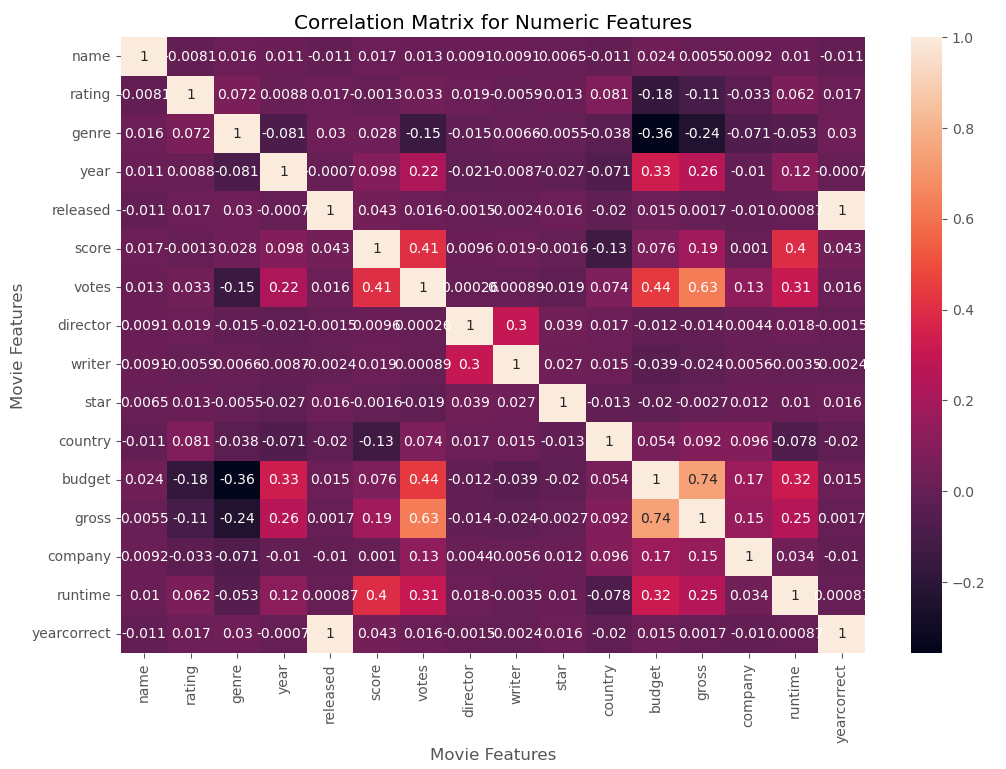 Correlation Matrix for Numeric Features
name 1 -0.0081 0.016 0.011 -0.011 0.017 0.013 0.0091 0.0091 0.0065 -0.011 0.024 0.0055 0.0092 0.01 -0.011
rating -0.0081 1 0.072 0.0088 0.017 -0.0013 0.033 0.019 -0.0059 0.013 0.081 -0.18 -0.11 -0.033 0.062 0.017
genre 0.016 0.072 1 -0.081 0.03 0.028 -0.15 -0.015 0.0066 -0.0055 -0.038 -0.36 -0.24 -0.071 -0.053 0.03
year 0.011 0.0088 -0.081 1 -0.0007 0.098 0.22 -0.021 -0.0087 -0.027 -0.071 0.33 0.26 -0.01 0.12 -0.0007
released -0.011 0.017 0.03 -0.0007 1 0.043 0.016 -0.0015 -0.0024 0.016 -0.02 0.015 0.0017 -0.01 0.00087 1
score 0.017 -0.0013 0.028 0.098 0.043 1 0.41 0.0096 0.019 -0.0016 -0.13 0.076 0.19 0.001 0.4 0.043
votes 0.013 0.033 -0.15 0.22 0.016 0.41 1 0.00026 0.00089 -0.019 0.074 0.44 0.63 0.13 0.31 0.016
director 0.0091 0.019 -0.015 -0.021 -0.0015 0.0096 0.00026 1 0.3 0.039 0.017 -0.012 -0.014 0.0044 0.018 -0.0015
writer 0.0091 -0.0059 0.0066 -0.0087 -0.0024 0.019 0.00089 0.3 1 0.027 0.015 -0.039 -0.024 0.0056 -0.0035 -0.0024
star 0.0065 0.013 -0.0055 -0.027 0.016 -0.0016 -0.019 0.039 0.027 1 -0.013 -0.02 -0.0027 0.012 0.01 0.016
country -0.011 0.081 -0.038 -0.071 -0.02 -0.13 0.074 0.017 0.015 -0.013 1 0.054 0.092 0.096 -0.078 -0.02
budget 0.024 -0.18 -0.36 0.33 0.015 0.076 0.44 -0.012 -0.039 -0.02 0.054 1 0.74 0.17 0.32 0.015
gross 0.0055 -0.11 -0.24 0.26 0.0017 0.19 0.63 -0.014 -0.024 -0.0027 0.092 0.74 1 0.15 0.25 0.0017
company 0.0092 -0.033 -0.071 -0.01 -0.01 0.001 0.13 0.0044 0.0056 0.012 0.096 0.17 0.15 1 0.034 -0.01
runtime 0.01 0.062 -0.053 0.12 0.00087 0.4 0.31 0.018 -0.0035 0.01 -0.078 0.32 0.25 0.034 1 0.00087
yearcorrect -0.011 0.017 0.03 -0.0007 1 0.043 0.016 -0.0015 -0.0024 0.016 -0.02 0.015 0.0017 -0.01 0.00087 1
name rating genre year released score votes director writer star country budget gross company runtime yearcorrect
Movie Features
Movie Features
1.0
0.8
0.6
0.4
0.2
0.0
−0.2